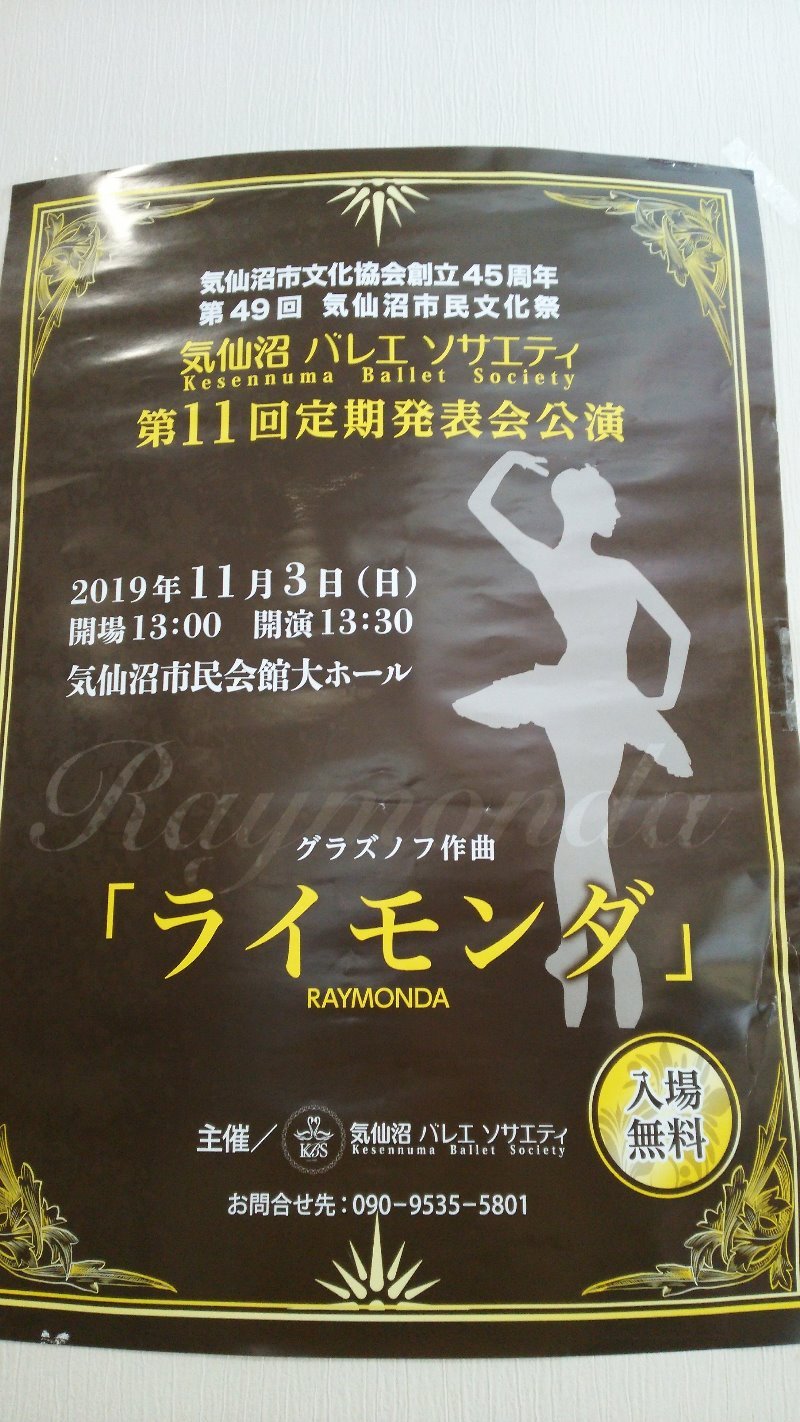 気仙沼市文化協会創立45周年
第49回 気仙沼市民文化祭
気仙沼 バレエ ソサエティ
Kesennuma Ballet Society
第11回定期発表会公演
2019年11月3日(日)
開場13:00 開演13:30
気仙沼市民会館大ホール
Raymonda
グラズノフ作曲
「ライモンダ」
RAYMONDA
入場
無料
主催/ KBS 気仙沼 バレエ ソサエティ
Kesennuma Ballet Society
お問合せ先:090-9535-5801